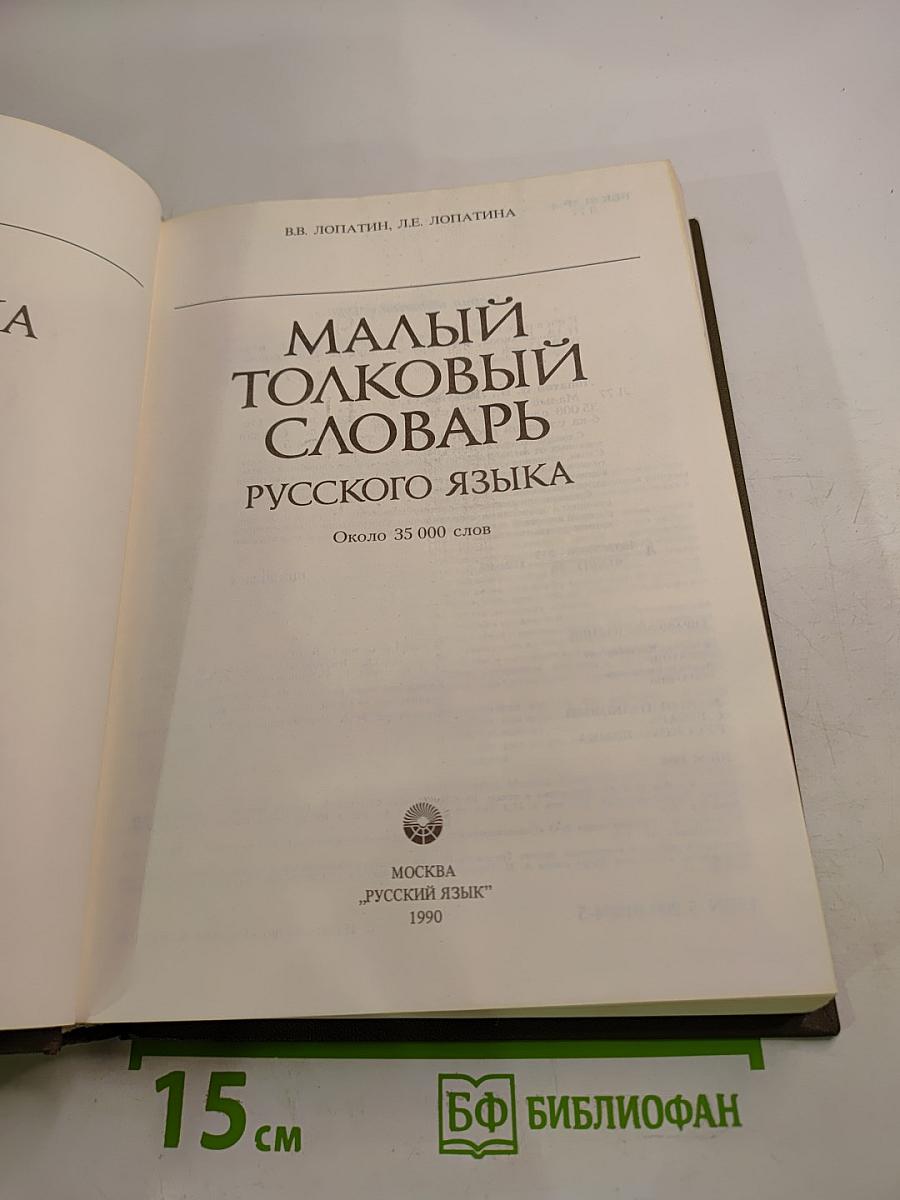 КА
В.В. ЛОПАТИН, Л.Е. ЛОПАТИНА
МАЛЫЙ
ТОЛКОВЫЙ
СЛОВАРЬ
РУССКОГО ЯЗЫКА
Около 35 000 слов
МОСКВА
„РУССКИЙ ЯЗЫК"
1990
15 см
БФ БИБЛИОФАН